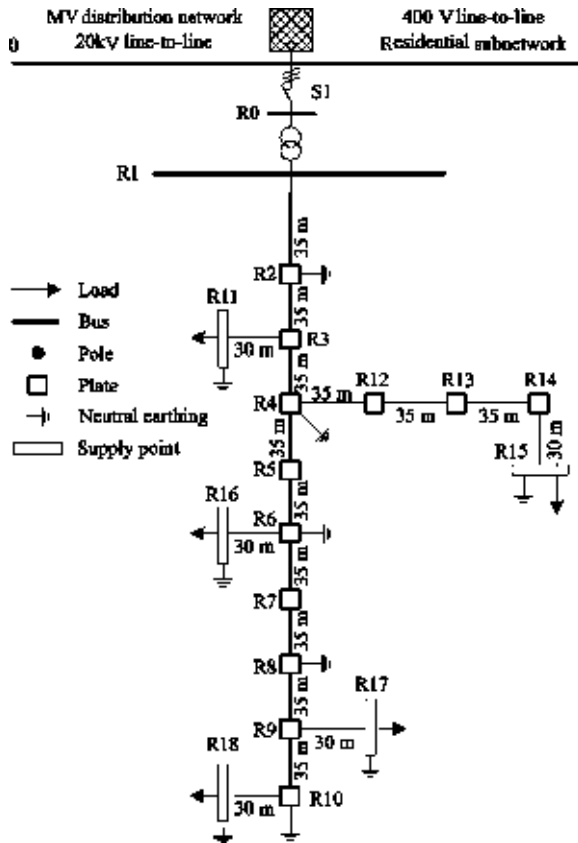 MV distribution network
20kV line-to-line
400 V line-to-line
Residential subnetwork
0
S1
R0
R1
35 m
R2
35 m
R11
30 m
R3
35 m
R4
35 m
R12
35 m
R13
35 m
R14
30 m
R15
35 m
R5
35 m
R16
30 m
R6
35 m
R7
35 m
R8
35 m
R17
R9
30 m
35 m
R18
30 m
R10
Load
Bus
Pole
Plate
Neutral earthing
Supply point